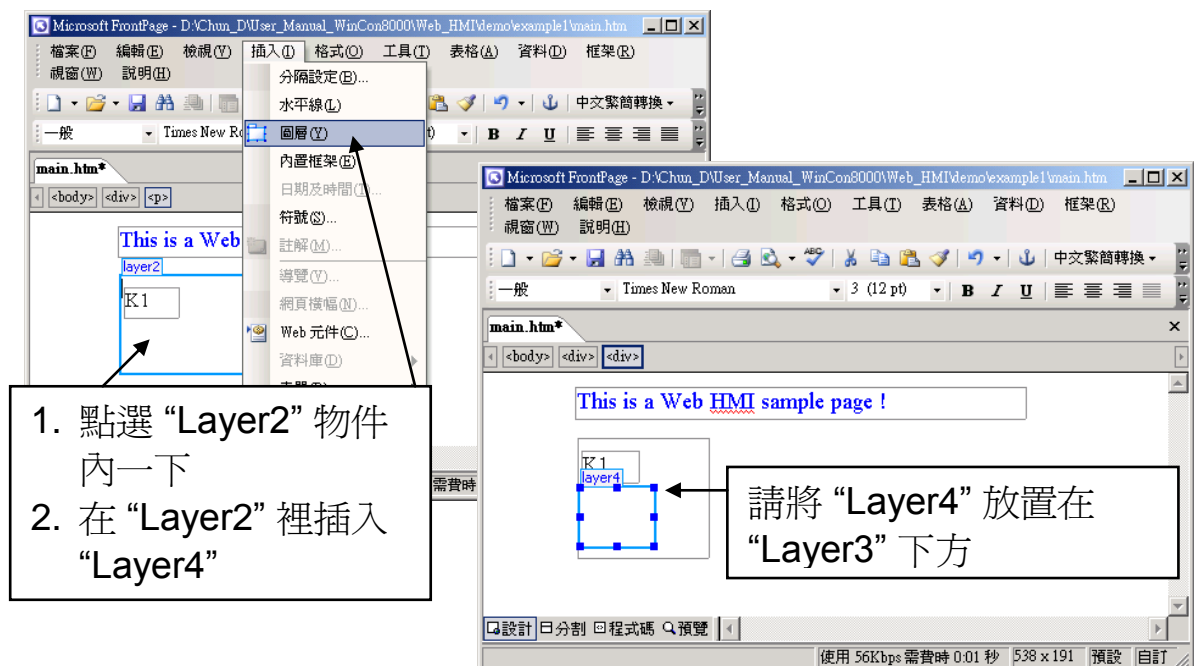 Microsoft FrontPage - D:\Chun_D\User_Manual_WinCon8000\Web_HMI\demo\example1\main.htm
檔案(F) 編輯(E) 檢視(V) 插入(I) 格式(O) 工具(T) 表格(A) 資料(D) 框架(R)
視窗(W) 說明(H)
中文繁簡轉換
一般 Times New B I U
main.htm*
<body> <div> <p>
This is a Web
layer2
K1
分隔設定(B)...
水平線(L)
圖層(Y)
內置框架(E)
日期及時間
符號(S)...
註解(M)...
導覽(V)...
網頁橫幅(N)...
Web 元件(C)...
資料庫(D)
需費時
1. 點選 “Layer2” 物件
內一下
2. 在 “Layer2” 裡插入
“Layer4”
Microsoft FrontPage - D:\Chun_D\User_Manual_WinCon8000\Web_HMI\demo\example1\main.htm
檔案(F) 編輯(E) 檢視(V) 插入(I) 格式(O) 工具(T) 表格(A) 資料(D) 框架(R)
視窗(W) 說明(H)
ABC 中文繁簡轉換
一般 Times New Roman 3 (12 pt) B I U
main.htm*
<body> <div> <div>
This is a Web HMI sample page !
K1
layer4
請將 “Layer4” 放置在
“Layer3” 下方
設計 分割 程式碼 預覽
使用 56Kbps 需費時 0:01 秒 538 x 191 預設 自訂